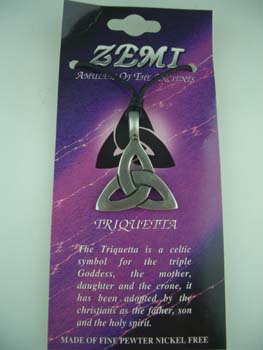 ZEMI
AMULET OF THE ANCIENTS
TRIQUETTA
The Triquetta is a celtic
symbol for the triple
Goddess, the mother,
daughter and the crone, it
has been adopted by the
christians as the father, son
and the holy spirit.
MADE OF FINE PEWTER NICKEL FREE